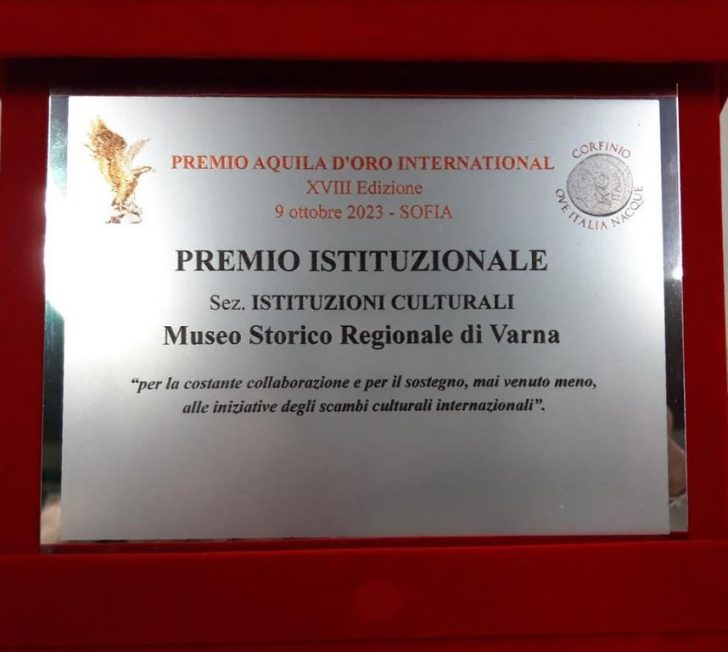 PREMIO AQUILA D'ORO INTERNATIONAL
XVIII Edizione
9 ottobre 2023 - SOFIA
CORFINIO
OVE ITALIA NACQUE
PREMIO ISTITUZIONALE
Sez. ISTITUZIONI CULTURALI
Museo Storico Regionale di Varna
“per la costante collaborazione e per il sostegno, mai venuto meno,
alle iniziative degli scambi culturali internazionali”.